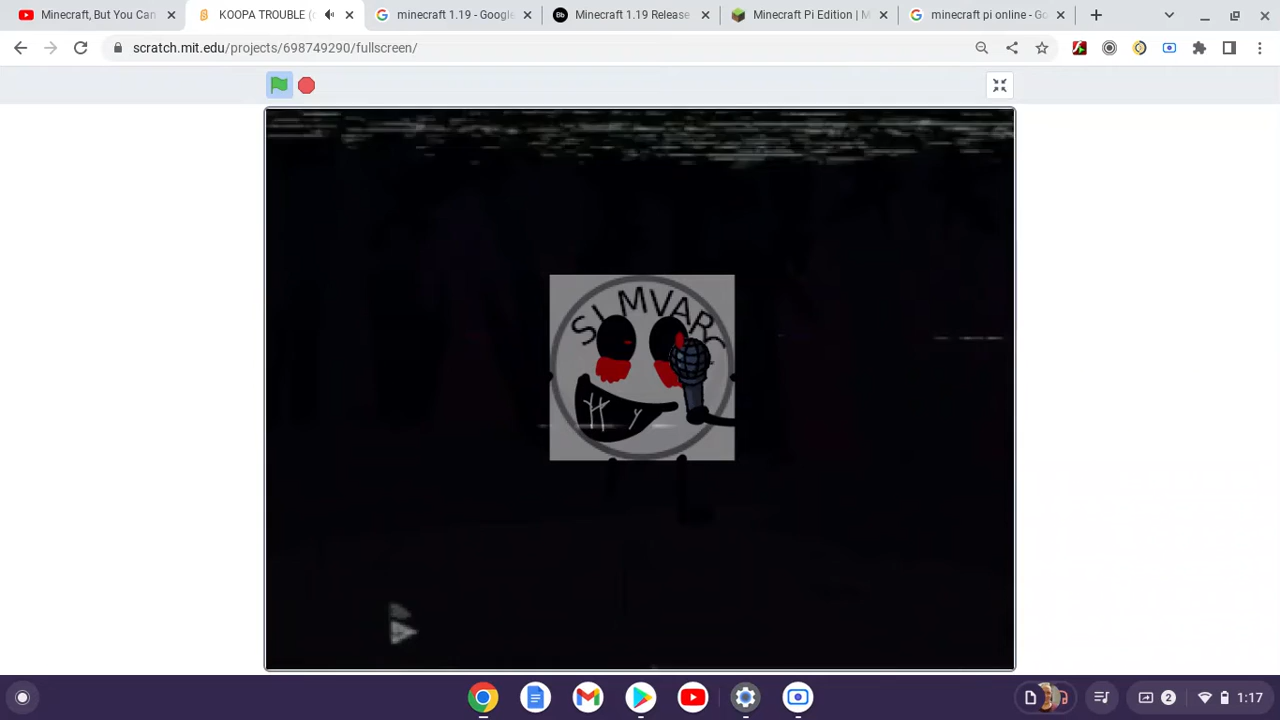 Minecraft, But You Can
KOOPA TROUBLE (
minecraft 1.19 - Google
Minecraft 1.19 Release
Minecraft Pi Edition | M
minecraft pi online - Go
scratch.mit.edu/projects/698749290/fullscreen/
2
1:17